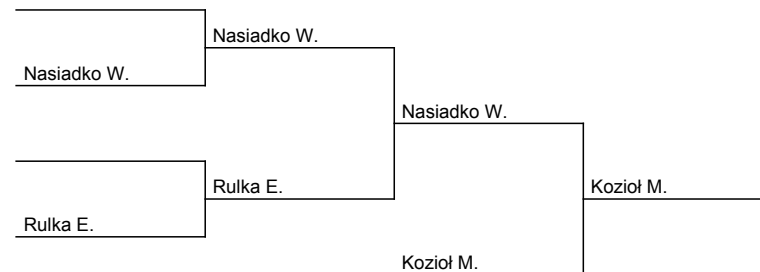 Nasiadko W.
Nasiadko W.
Nasiadko W.
Rulka E.
Kozioł M.
Rulka E.
Kozioł M.